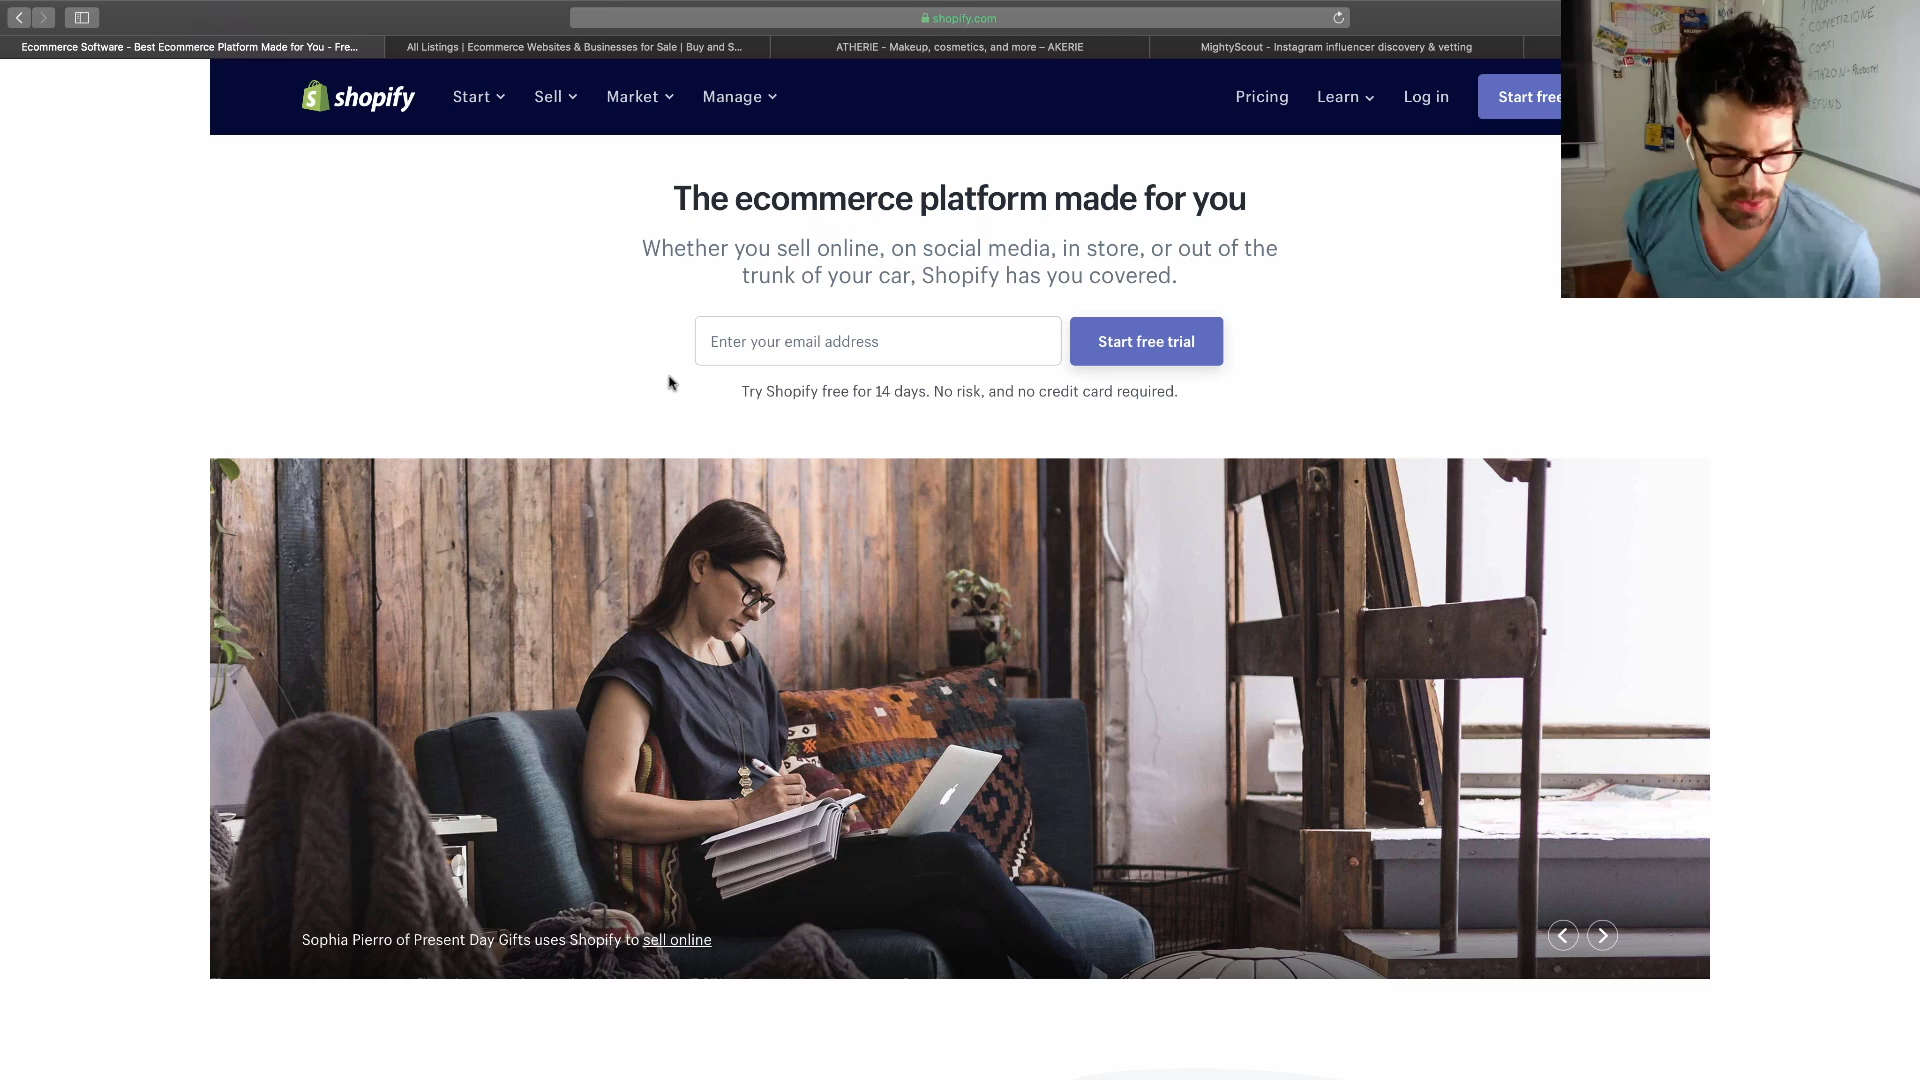 shopify.com
Ecommerce Software - Best Ecommerce Platform Made for You - Fre...
All Listings | Ecommerce Websites & Businesses for Sale | Buy and S...
ATHERIE - Makeup, cosmetics, and more – AKERIE
MightyScout - Instagram influencer discovery & vetting
shopify
Start
Sell
Market
Manage
Pricing
Learn
Log in
Start free
COMPETIZIONE
COSTI
The ecommerce platform made for you
Whether you sell online, on social media, in store, or out of the
trunk of your car, Shopify has you covered.
Enter your email address
Start free trial
Try Shopify free for 14 days. No risk, and no credit card required.
Sophia Pierro of Present Day Gifts uses Shopify to sell online